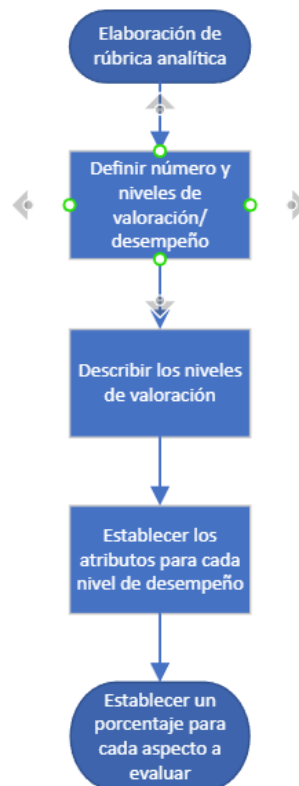 Elaboración de
rúbrica analítica
Definir número y
niveles de
valoración/
desempeño
Describir los niveles
de valoración
Establecer los
atributos para cada
nivel de desempeño
Establecer un
porcentaje para
cada aspecto a
evaluar